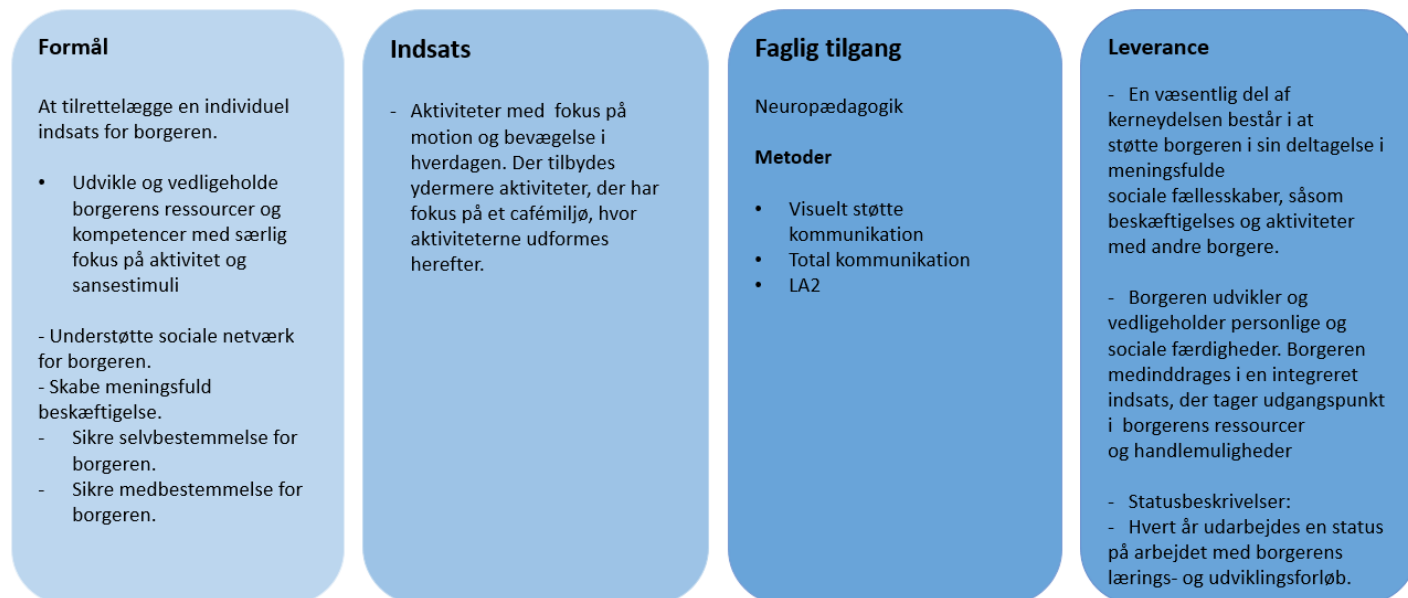 Formål
At tilrettelægge en individuel
indsats for borgeren.
• Udvikle og vedligeholde
borgerens ressourcer og
kompetencer med særlig
fokus på aktivitet og
sansestimuli
- Understøtte sociale netværk
for borgeren.
- Skabe meningsfuld
beskæftigelse.
- Sikre selvbestemmelse for
borgeren.
- Sikre medbestemmelse for
borgeren.
Indsats
- Aktiviteter med fokus på
motion og bevægelse i
hverdagen. Der tilbydes
ydermere aktiviteter, der har
fokus på et cafémiljø, hvor
aktiviteterne udformes
herefter.
Faglig tilgang
Neuropædagogik
Metoder
• Visuelt støtte
kommunikation
• Total kommunikation
• LA2
Leverance
- En væsentlig del af
kerneydelsen består i at
støtte borgeren i sin deltagelse i
meningsfulde
sociale fællesskaber, såsom
beskæftigelses og aktiviteter
med andre borgere.
- Borgeren udvikler og
vedligeholder personlige og
sociale færdigheder. Borgeren
medinddrages i en integreret
indsats, der tager udgangspunkt
i borgerens ressourcer
og handlemuligheder
- Statusbeskrivelser:
- Hvert år udarbejdes en status
på arbejdet med borgerens
lærings- og udviklingsforløb.